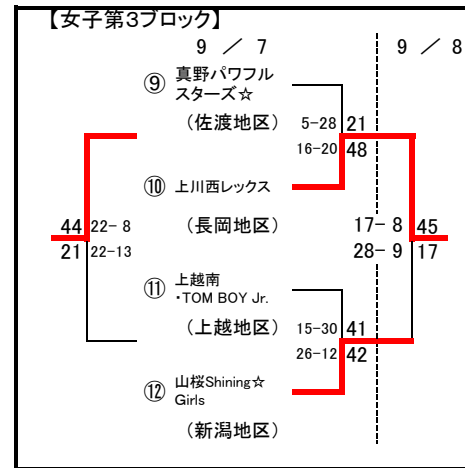 【女子第3ブロック】
9 ／ 7
9 ／ 8
⑨ 真野パワフル
スターズ☆
(佐渡地区)
5-28 21
16-20 48
⑩ 上川西レックス
(長岡地区)
44 22- 8
21 22-13
17- 8 45
28- 9 17
⑪ 上越南
・TOM BOY Jr.
(上越地区)
15-30 41
26-12 42
⑫ 山桜Shining☆
Girls
(新潟地区)